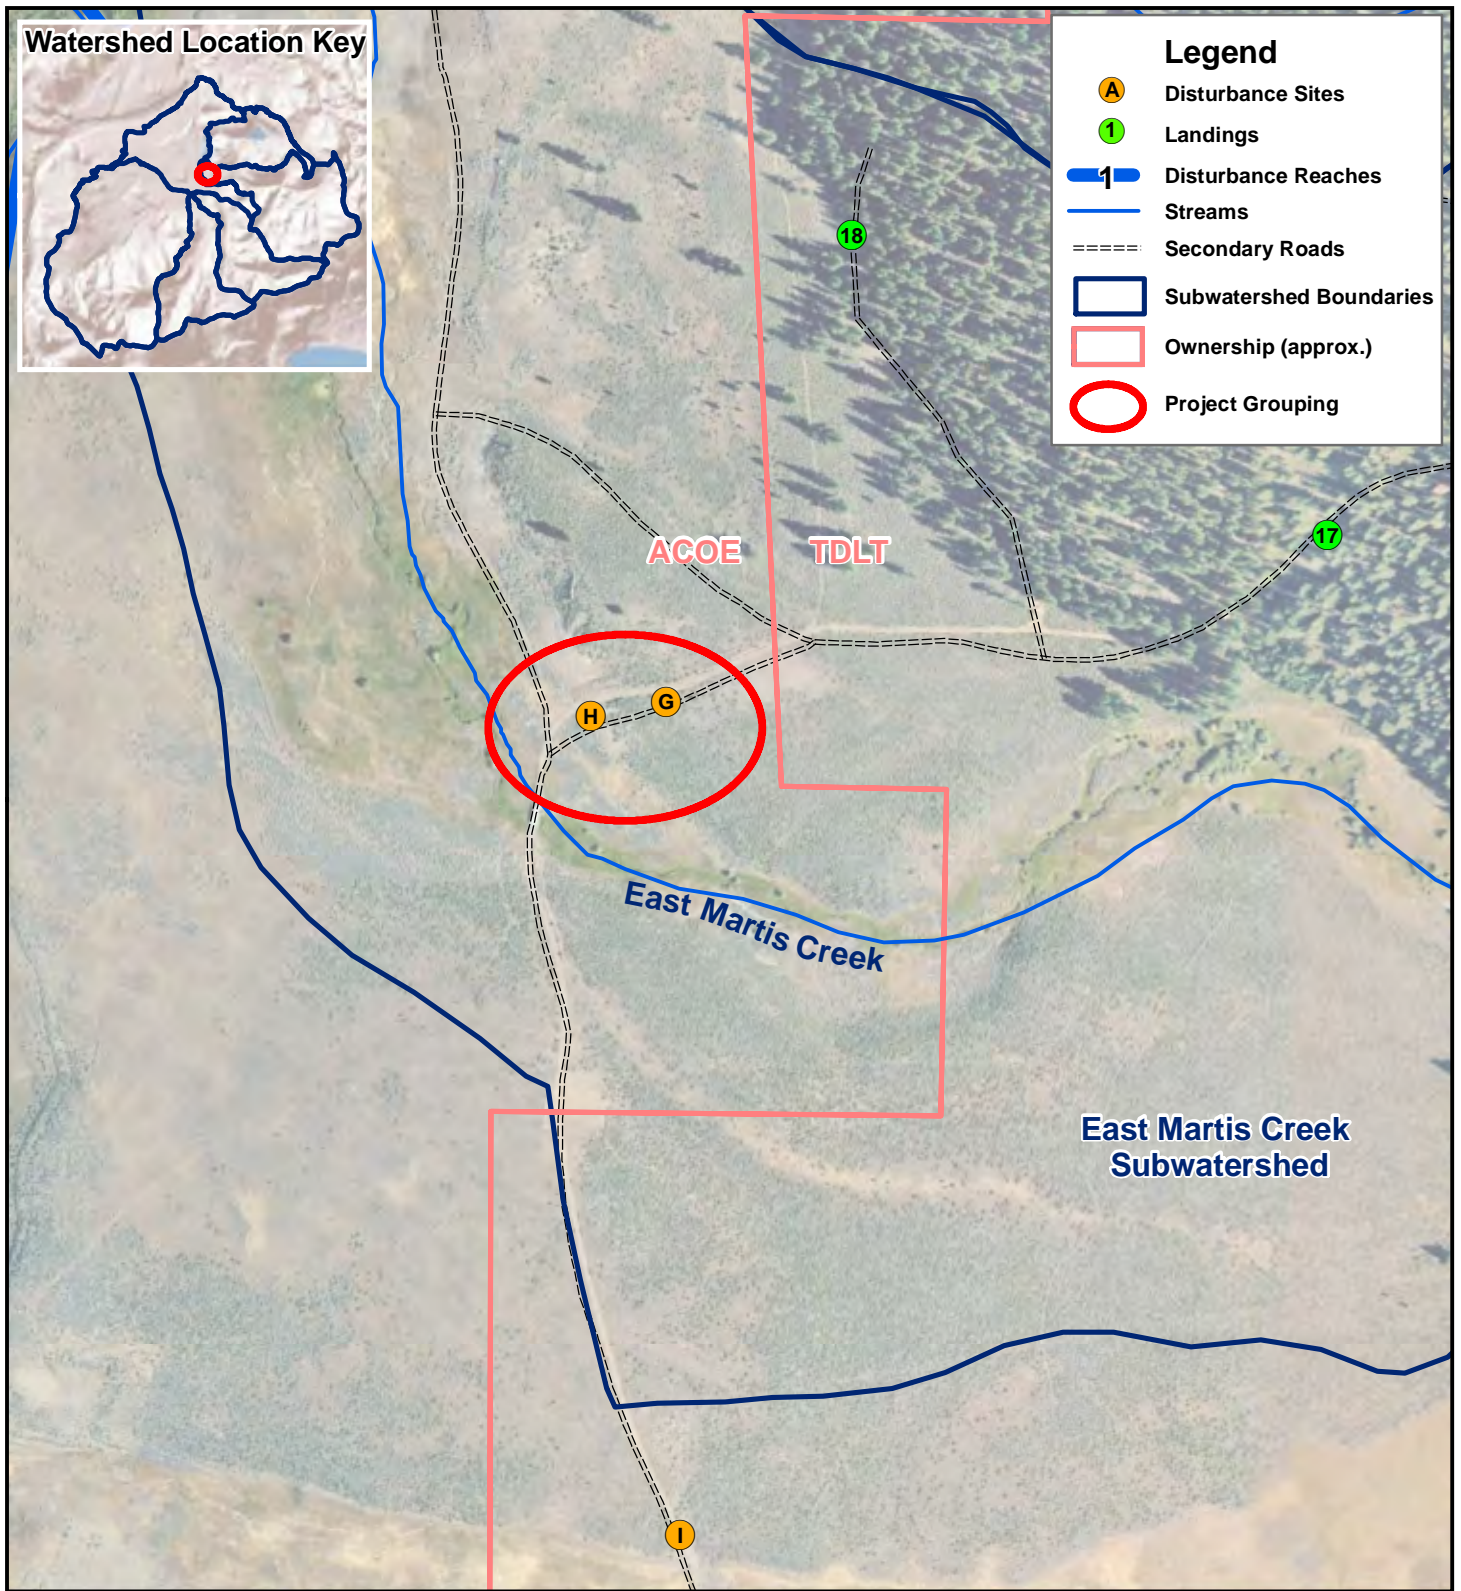 Watershed Location Key
Legend
A Disturbance Sites
1 Landings
1 Disturbance Reaches
Streams
Secondary Roads
Subwatershed Boundaries
Ownership (approx.)
Project Grouping
18
17
ACOE TDLT
H G
East Martis Creek
East Martis Creek
Subwatershed
I